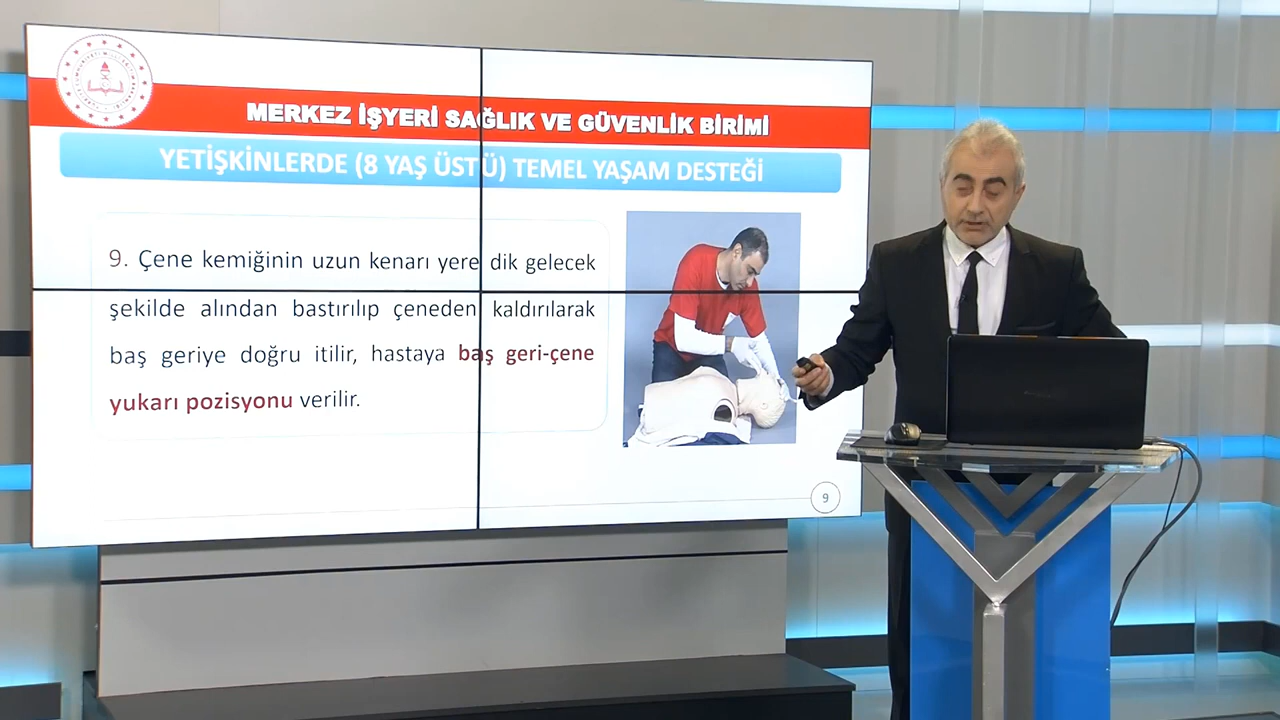 MERKEZ İŞYERİ SAĞLIK VE GÜVENLİK BİRİMİ
YETİŞKİNLERDE (8 YAŞ ÜSTÜ) TEMEL YAŞAM DESTEĞİ
9. Çene kemiğinin uzun kenarı yere dik gelecek
şekilde alından bastırılıp çeneden kaldırılarak
baş geriye doğru itilir, hastaya baş geri-çene
yukarı pozisyonu verilir.
9